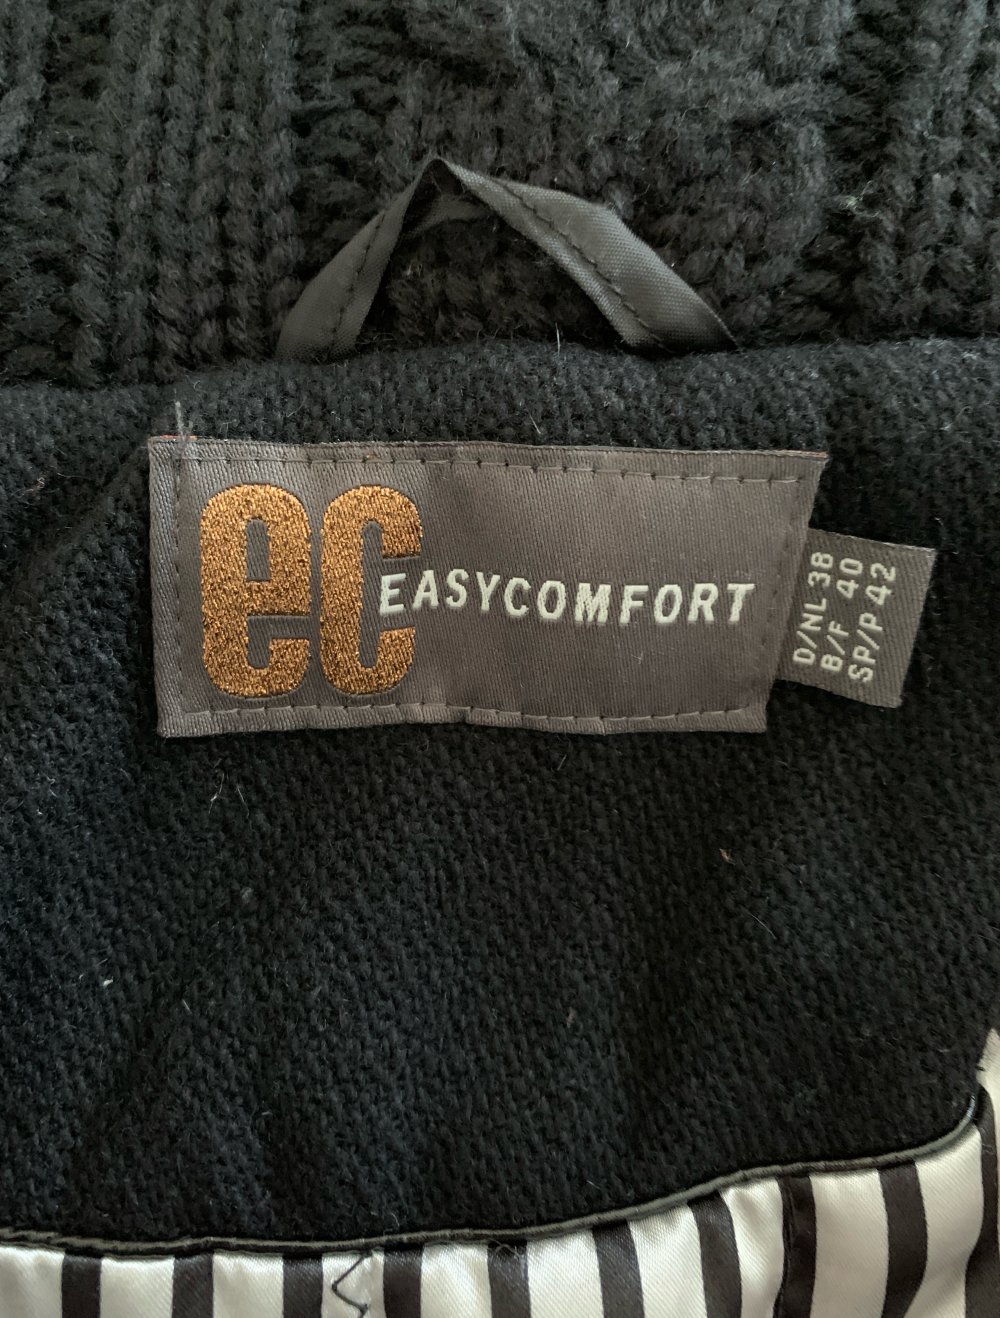 ec
EASYCOMFORT
D/NL 38
B/F 40
SP/P 42